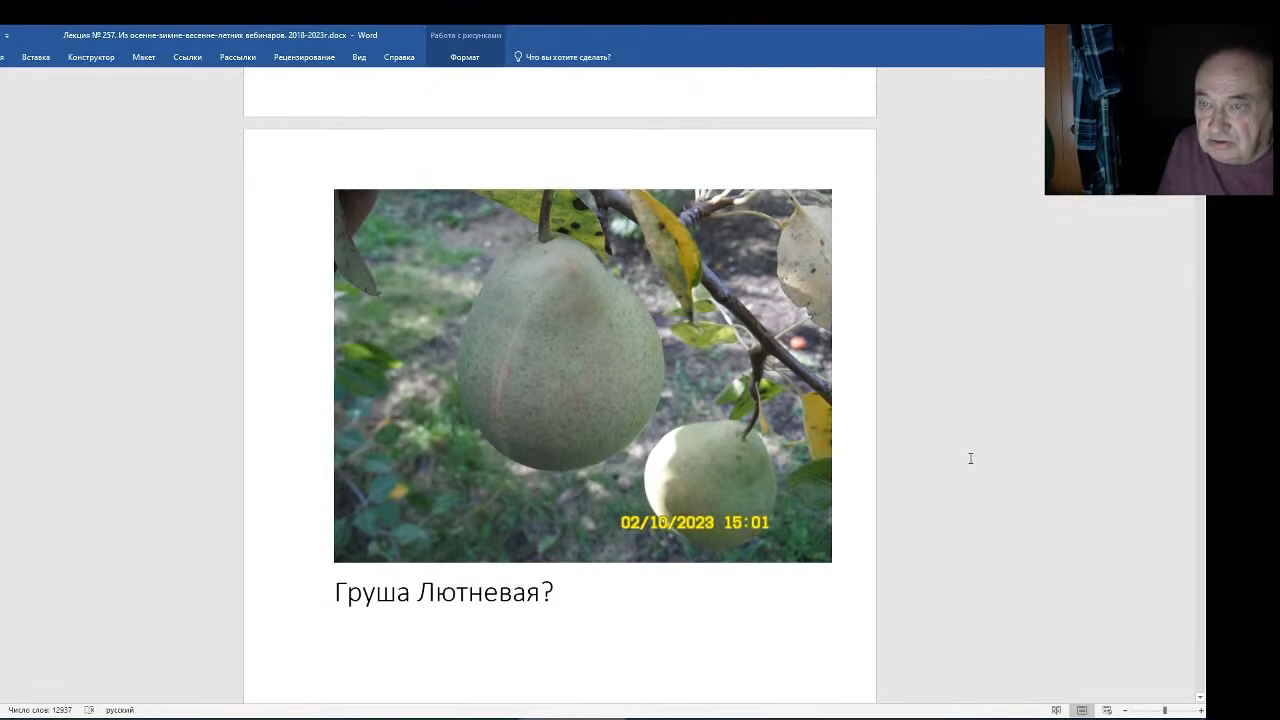 Лекция № 257. Из осенне-зимне-весенне-летних вебинаров. 2018-2023г.docx - Word
Работа с рисунками
я Вставка Конструктор Макет Ссылки Рассылки Рецензирование Вид Справка Формат Что вы хотите сделать?
02/10/2023 15:01
Груша Лютневая?
Число слов: 12937 русский